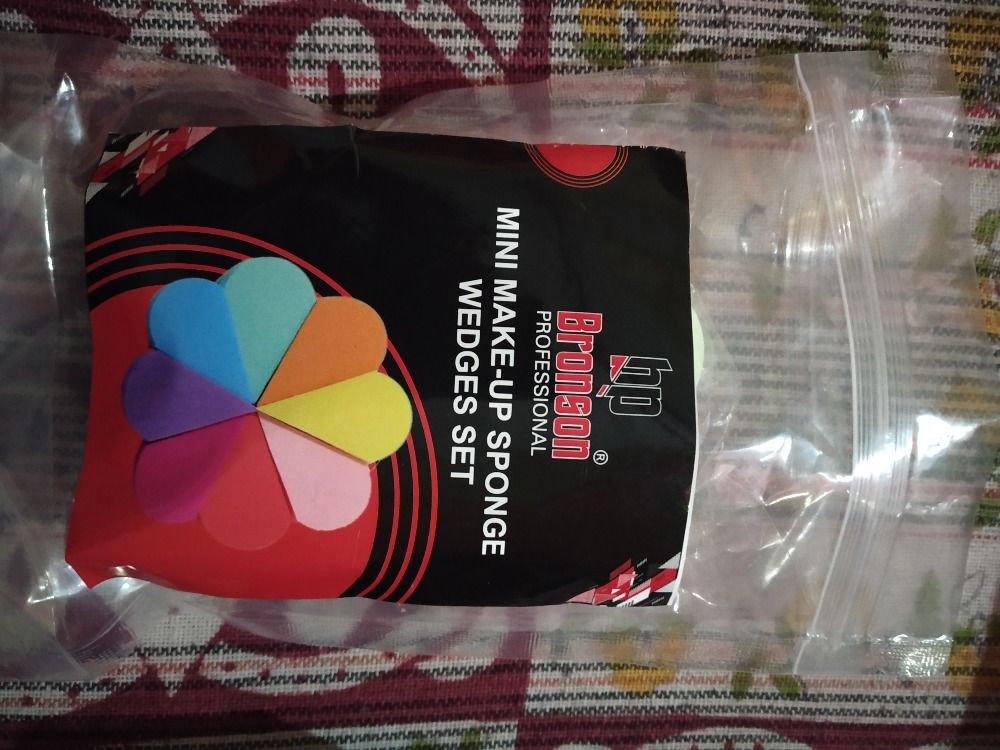 bp
Bronson®
PROFESSIONAL
MINI MAKE-UP SPONGE
WEDGES SET